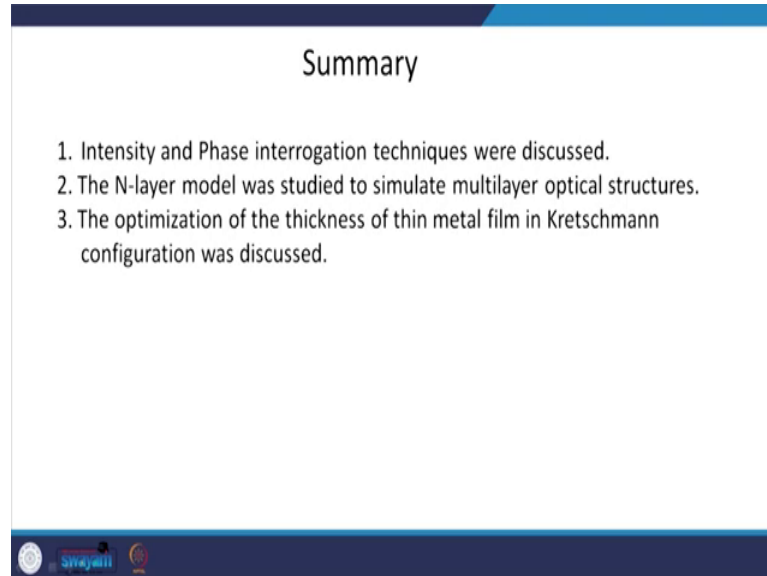 Summary
1. Intensity and Phase interrogation techniques were discussed.
2. The N-layer model was studied to simulate multilayer optical structures.
3. The optimization of the thickness of thin metal film in Kretschmann
configuration was discussed.
swayam